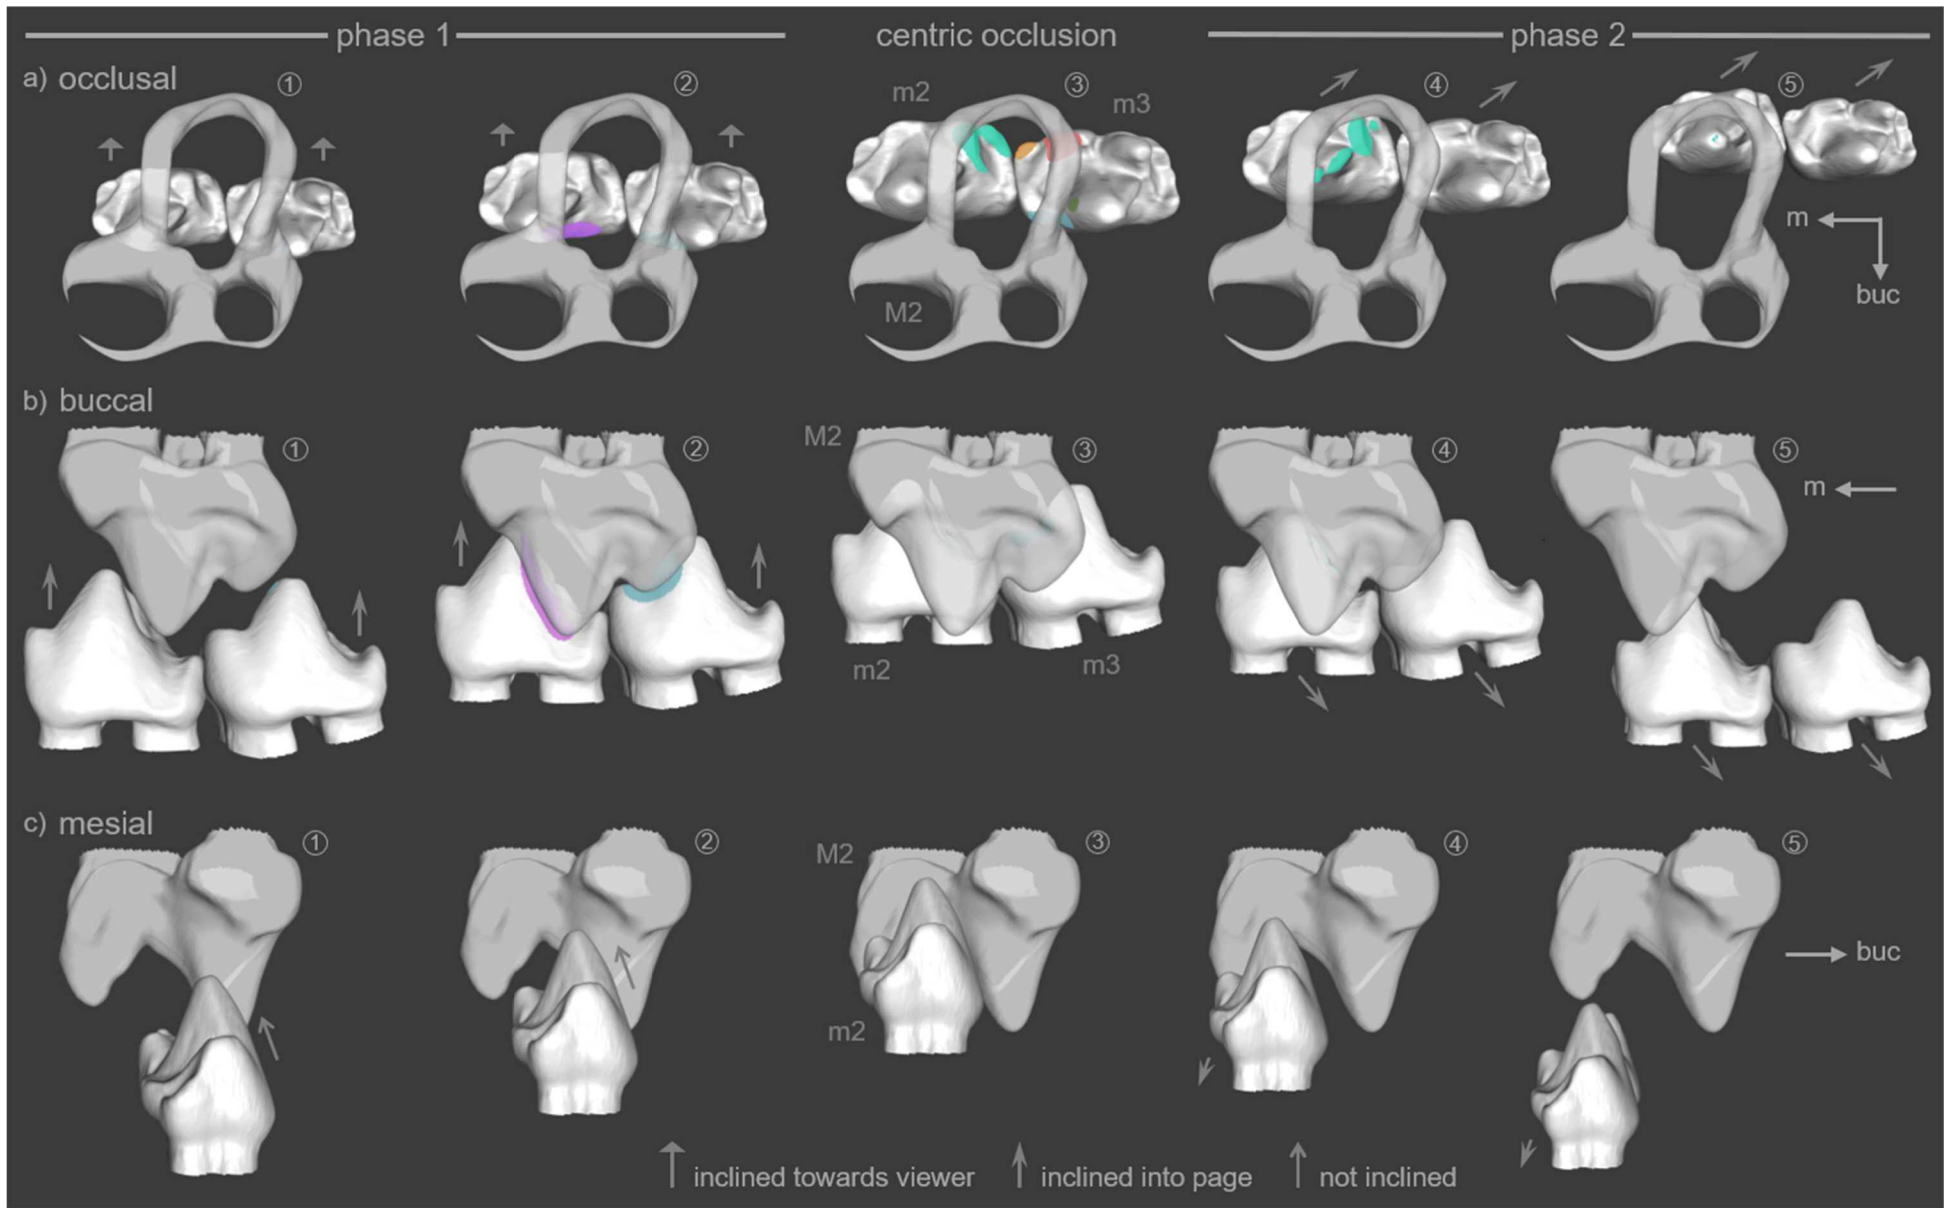 phase 1 centric occlusion phase 2
a) occlusal ① ② m2 ③ m3 ④ ⑤
m
buc
M2
b) buccal ① ② M2 ③ ④ ⑤
m
m2 m3
c) mesial ① ② M2 ③ ④ ⑤
buc
m2
inclined towards viewer inclined into page not inclined